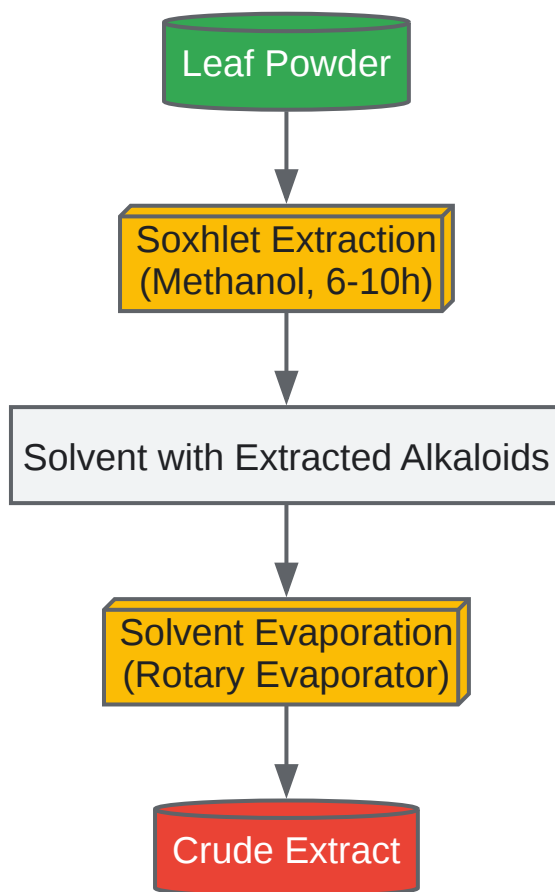 Leaf Powder
Soxhlet Extraction
(Methanol, 6-10h)
Solvent with Extracted Alkaloids
Solvent Evaporation
(Rotary Evaporator)
Crude Extract